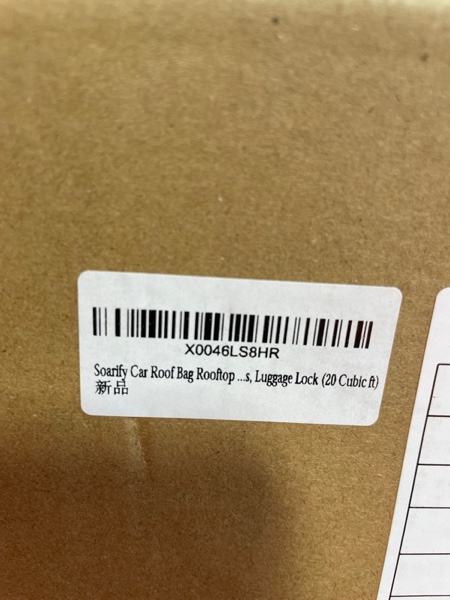 X0046LS8HR
Soarify Car Roof Bag Rooftop ...s, Luggage Lock (20 Cubic ft)
新品